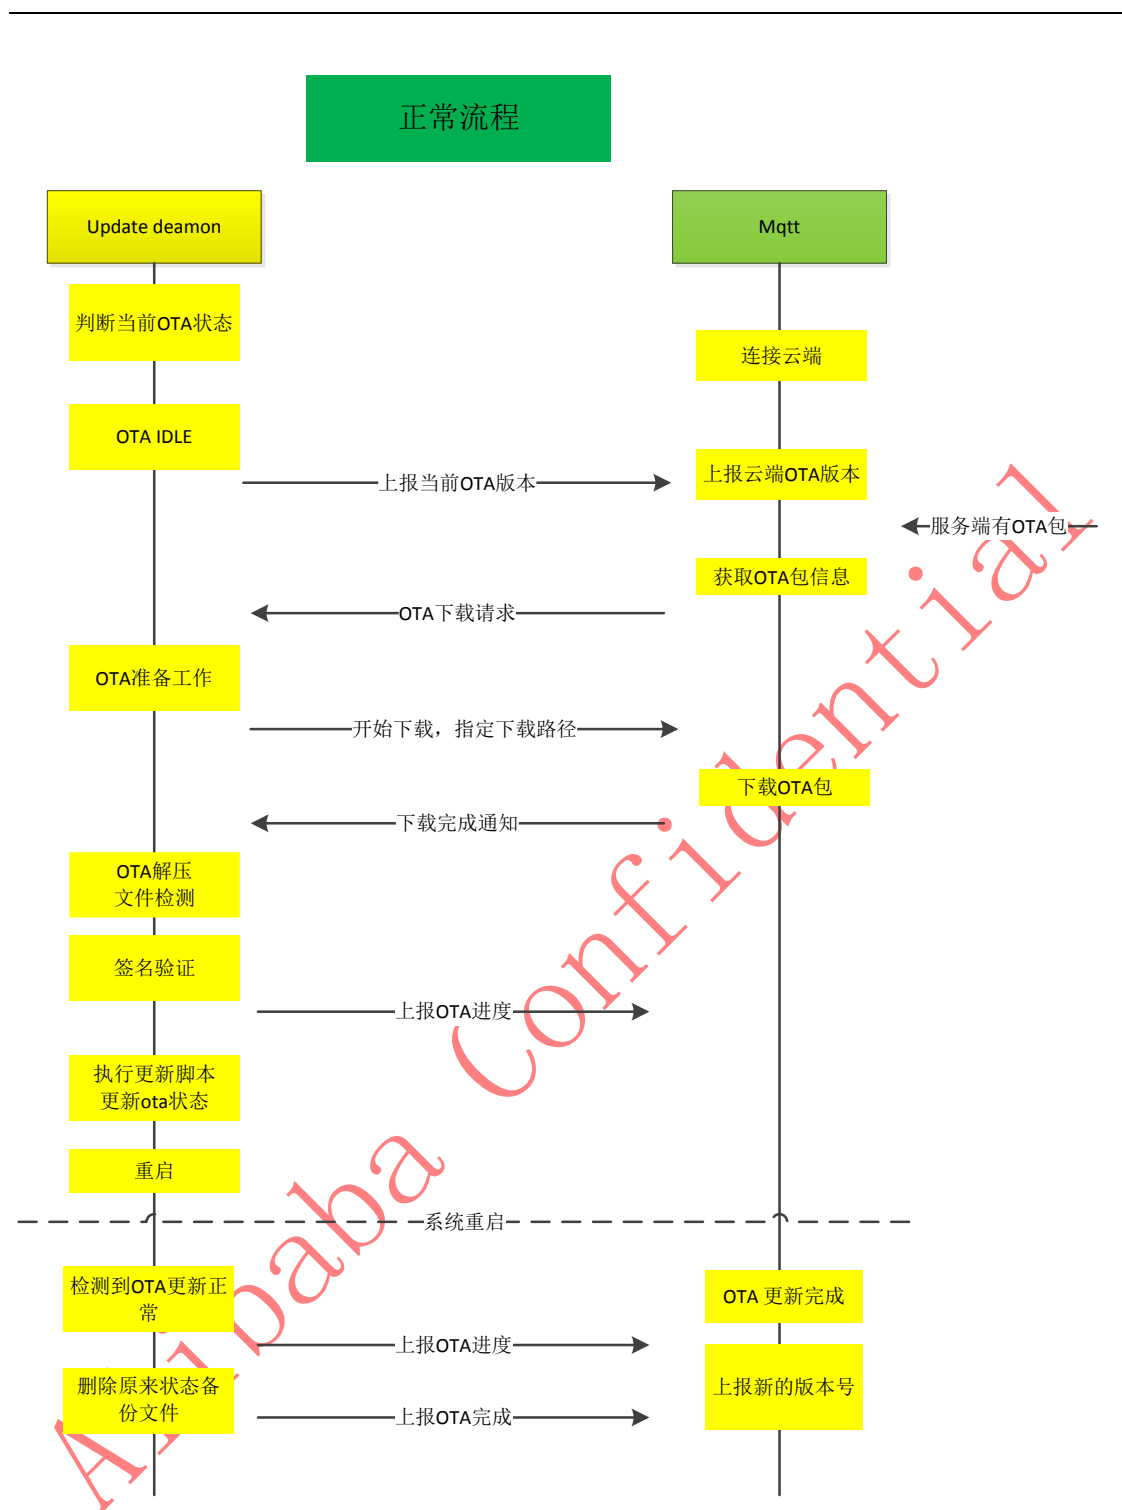 正常流程
Update deamon
Mqtt
判断当前OTA状态
连接云端
OTA IDLE
上报当前OTA版本
上报云端OTA版本
服务端有OTA包
获取OTA包信息
OTA下载请求
OTA准备工作
开始下载，指定下载路径
下载OTA包
下载完成通知
OTA解压
文件检测
签名验证
上报OTA进度
执行更新脚本
更新ota状态
重启
系统重启
检测到OTA更新正
常
OTA 更新完成
上报OTA进度
删除原来状态备
份文件
上报新的版本号
上报OTA完成
Alibaba Confidential